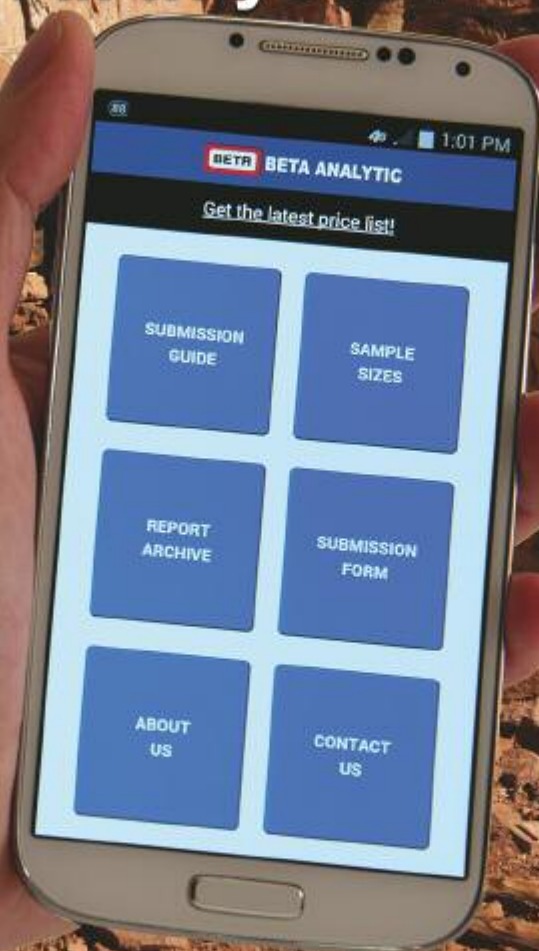 1:01 PM
BETA BETA ANALYTIC
Get the latest price list!
SUBMISSION
GUIDE
SAMPLE
SIZES
REPORT
ARCHIVE
SUBMISSION
FORM
ABOUT
US
CONTACT
US